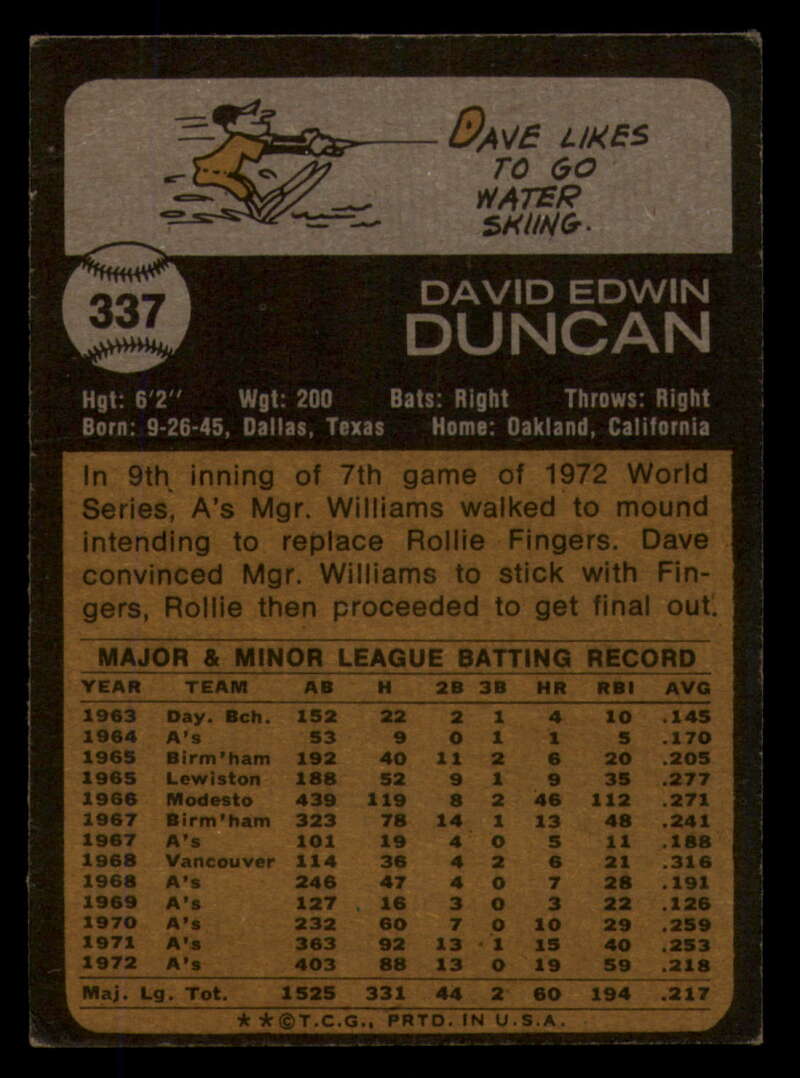 DAVE LIKES
TO GO
WATER
SKIING.
337
DAVID EDWIN
DUNCAN
Hgt: 6'2" Wgt: 200 Bats: Right Throws: Right
Born: 9-26-45, Dallas, Texas Home: Oakland, California
In 9th inning of 7th game of 1972 World
Series, A's Mgr. Williams walked to mound
intending to replace Rollie Fingers. Dave
convinced Mgr. Williams to stick with Fin-
gers, Rollie then proceeded to get final out.
MAJOR & MINOR LEAGUE BATTING RECORD
YEAR TEAM AB H 2B 3B HR RBI AVG
1963 Day. Bch. 152 22 2 1 4 10 .145
1964 A's 53 9 0 1 1 5 .170
1965 Birm'ham 192 40 11 2 6 20 .205
1965 Lewiston 188 52 9 1 9 35 .277
1966 Modesto 439 119 8 2 46 112 .271
1967 Birm'ham 323 78 14 1 13 48 .241
1967 A's 101 19 4 0 5 11 .188
1968 Vancouver 114 36 4 2 6 21 .316
1968 A's 246 47 4 0 7 28 .191
1969 A's 127 16 3 0 3 22 .126
1970 A's 232 60 7 0 10 29 .259
1971 A's 363 92 13 1 15 40 .253
1972 A's 403 88 13 0 19 59 .218
Maj. Lg. Tot. 1525 331 44 2 60 194 .217
**©T.C.G., PRTD. IN U.S.A.